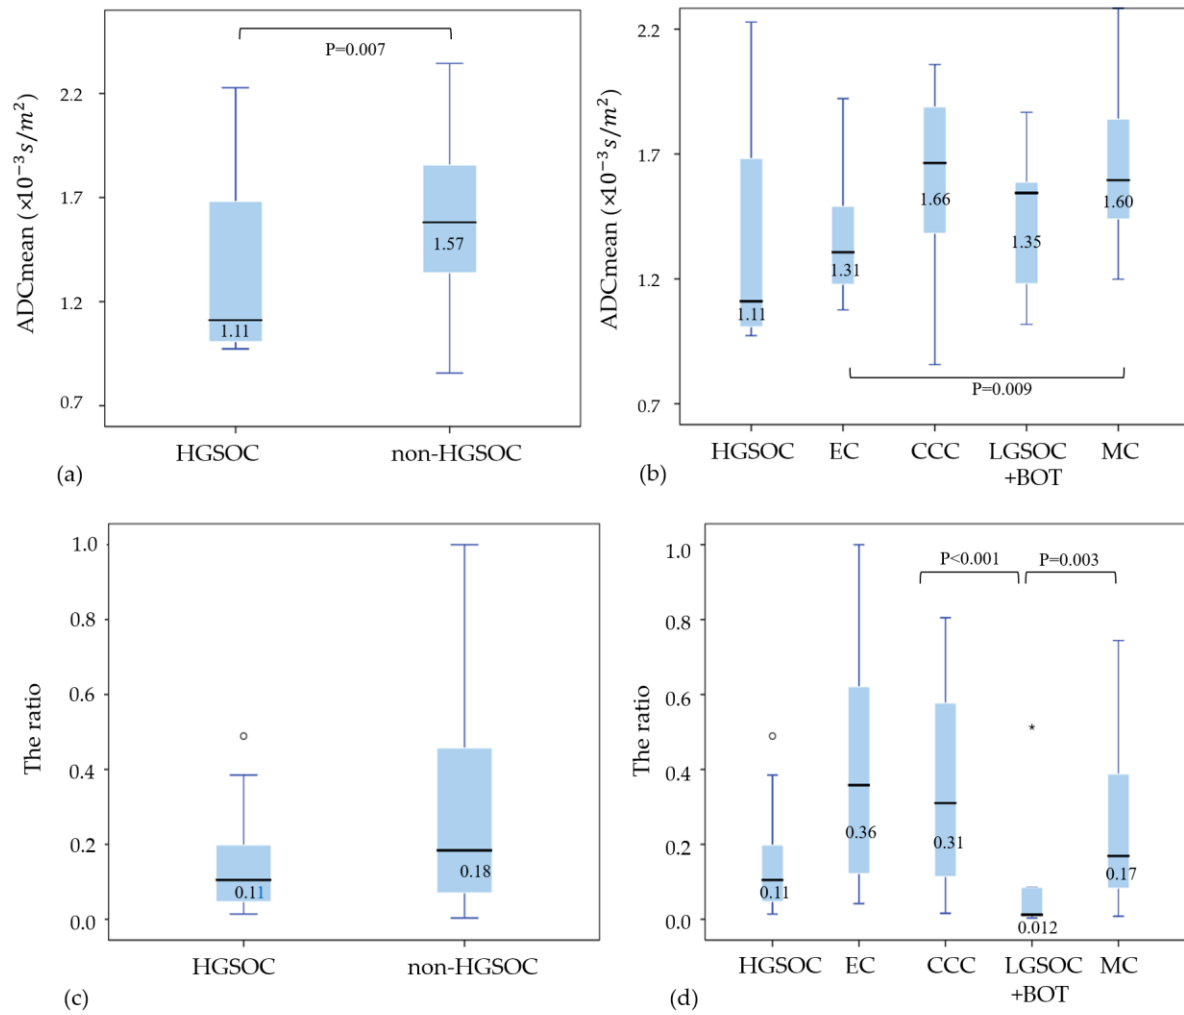 P=0.007
ADCmean (×10⁻³s/m²)
2.2
1.7
1.2
0.7
1.11
1.57
HGSOC
non-HGSOC
(a)
ADCmean (×10⁻³s/m²)
2.2
1.7
1.2
0.7
1.11
1.31
1.66
1.35
1.60
P=0.009
HGSOC
EC
CCC
LGSOC
+BOT
MC
(b)
The ratio
1.0
0.8
0.6
0.4
0.2
0.0
0.11
0.18
HGSOC
non-HGSOC
(c)
The ratio
1.0
0.8
0.6
0.4
0.2
0.0
P<0.001
P=0.003
0.11
0.36
0.31
0.012
0.17
HGSOC
EC
CCC
LGSOC
+BOT
MC
(d)